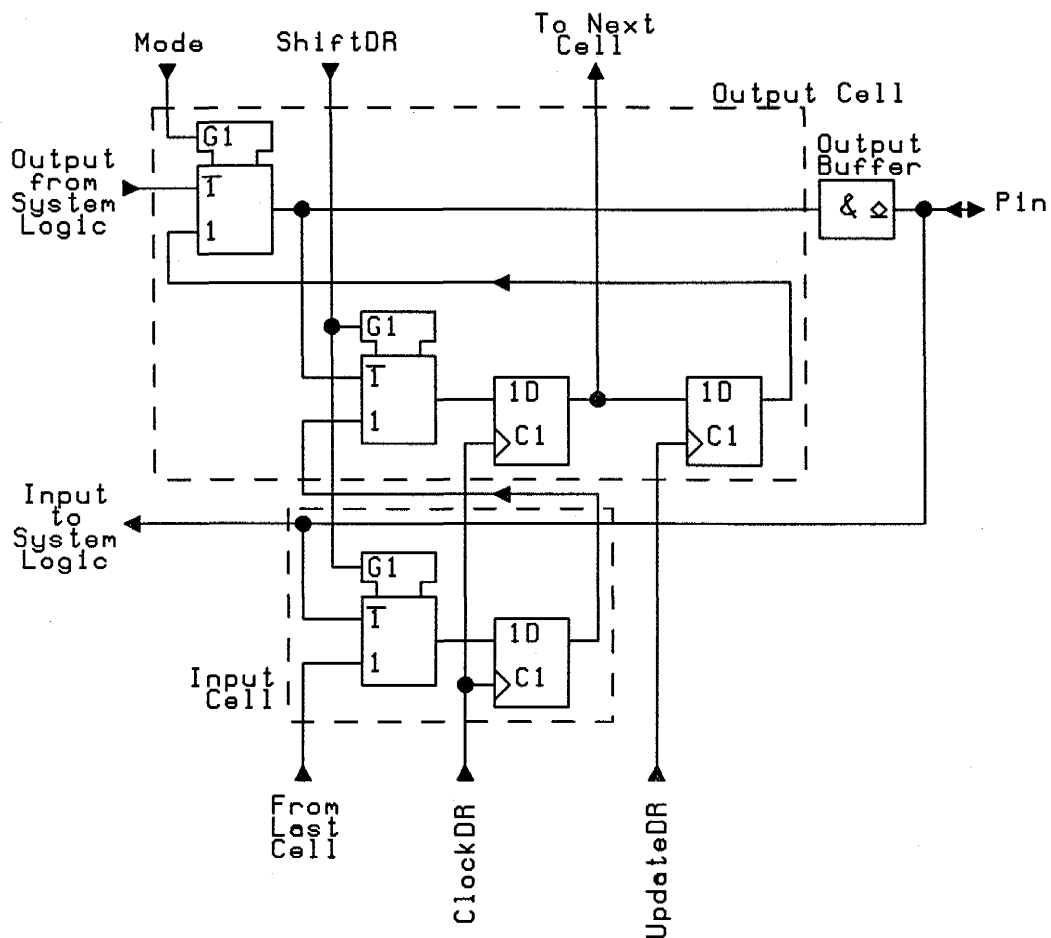 To Next
Cell
Mode
ShiftDR
Output Cell
G1
Output
Buffer
Output
from
System
Logic
1
1
& ◇
Pin
G1
1
1
1D
C1
1D
C1
Input
to
System
Logic
G1
1
1
1D
C1
Input
Cell
From
Last
Cell
ClockDR
UpdateDR